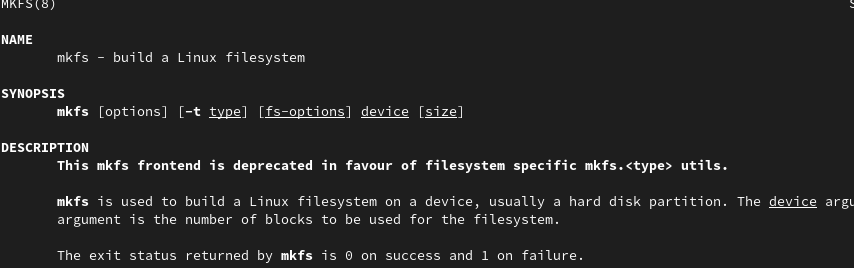 MKFS(8)
NAME
mkfs - build a Linux filesystem
SYNOPSIS
mkfs [options] [-t type] [fs-options] device [size]
DESCRIPTION
This mkfs frontend is deprecated in favour of filesystem specific mkfs.<type> utils.
mkfs is used to build a Linux filesystem on a device, usually a hard disk partition. The device
argument is the number of blocks to be used for the filesystem.
The exit status returned by mkfs is 0 on success and 1 on failure.